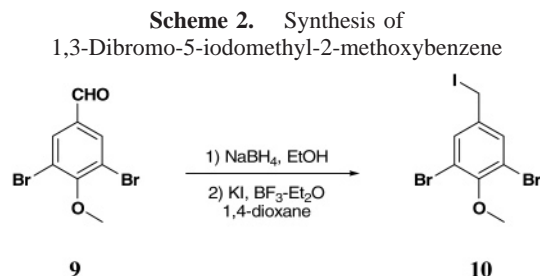 Scheme 2. Synthesis of
1,3-Dibromo-5-iodomethyl-2-methoxybenzene
CHO
I
1) NaBH4, EtOH
Br
Br
2) KI, BF3-Et2O
Br
Br
O
1,4-dioxane
O
9
10